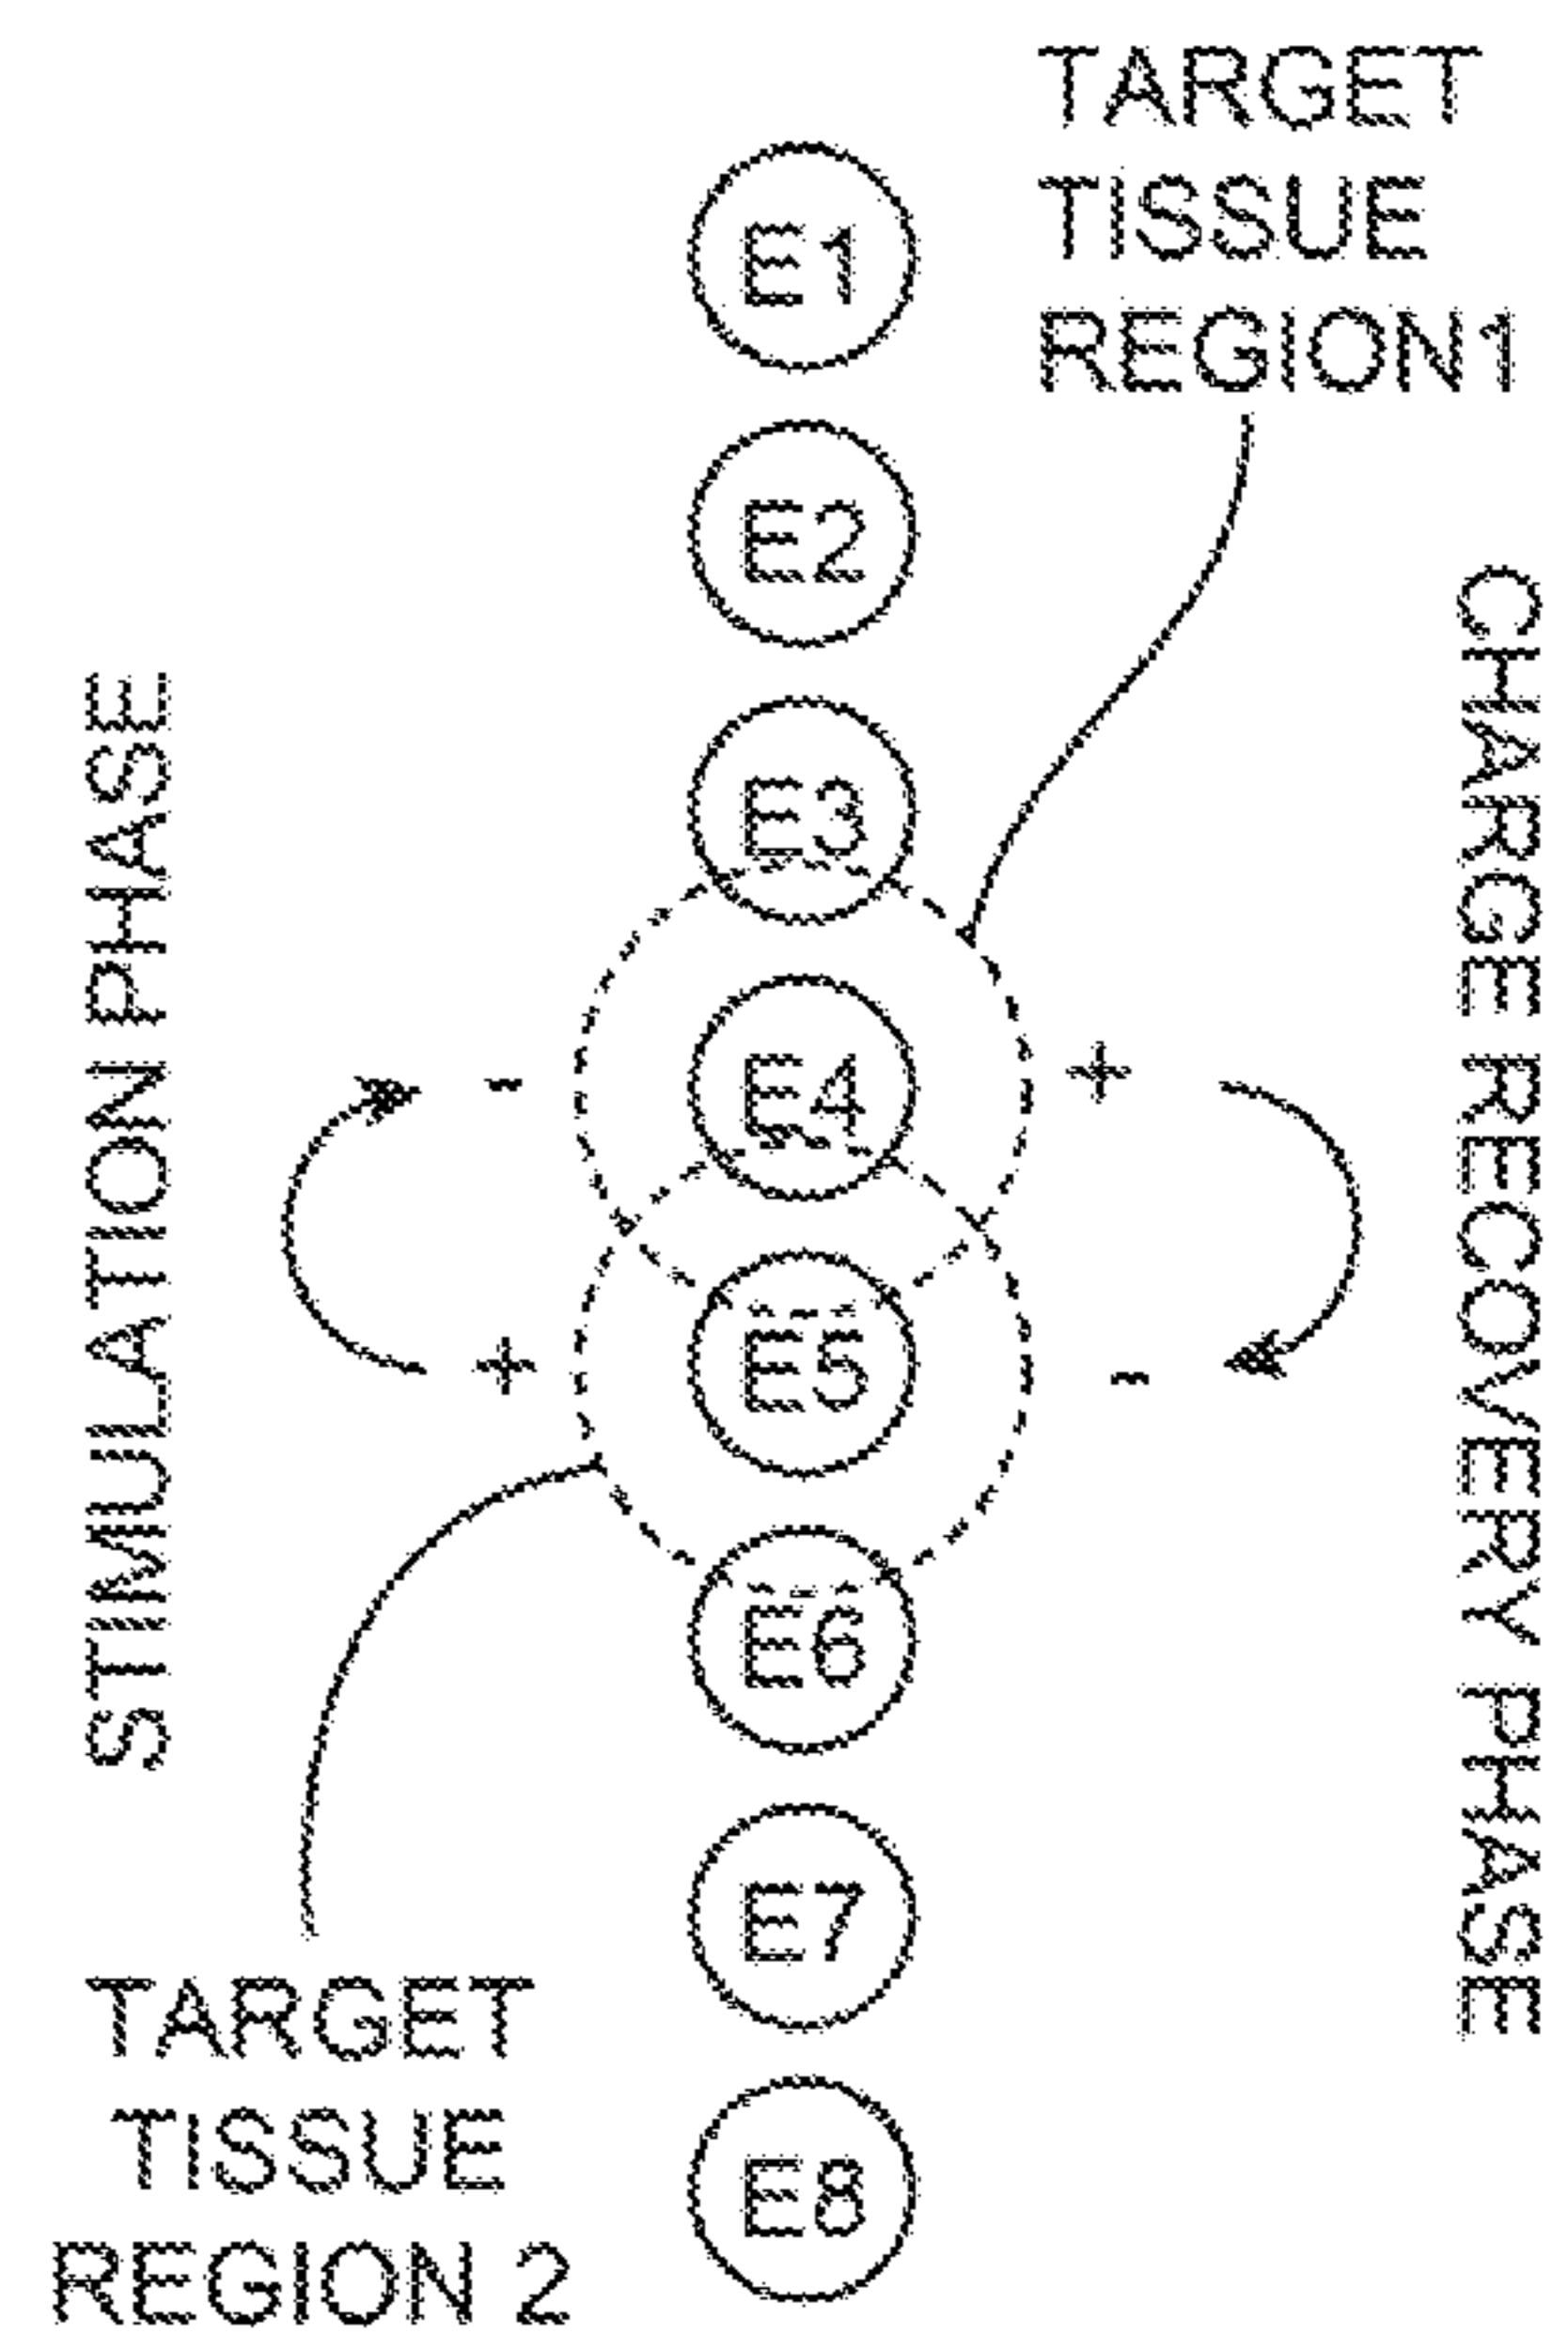 TARGET
TISSUE
REGION1
E1
E2
E3
STIMULATION PHASE
CHARGE RECOVERY PHASE
- E4 +
+ E5 -
E6
E7
E8
TARGET
TISSUE
REGION 2